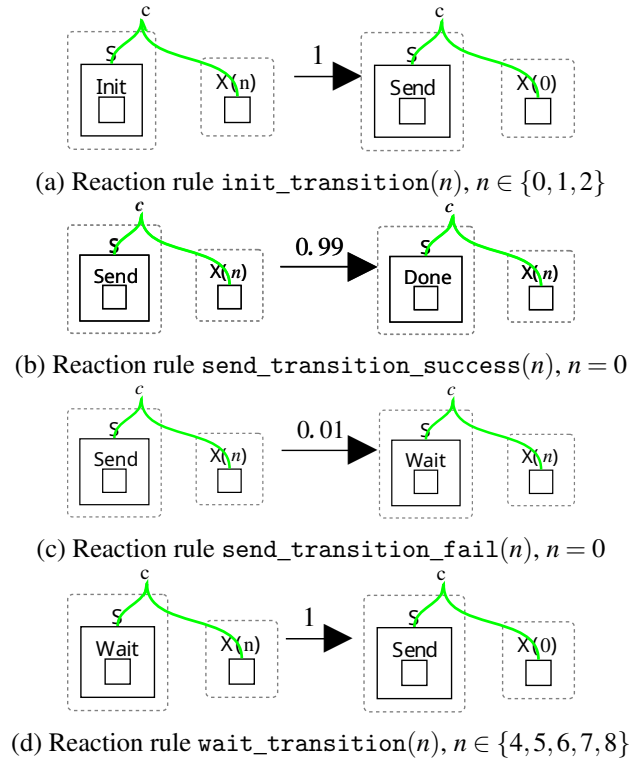 c c
S 1 S
Init X(n) Send X(0)
(a) Reaction rule init_transition(n), n ∈ {0, 1, 2}
c c
S 0.99 S
Send X(n) Done X(n)
(b) Reaction rule send_transition_success(n), n = 0
c c
S 0.01 S
Send X(n) Wait X(n)
(c) Reaction rule send_transition_fail(n), n = 0
c c
S 1 S
Wait X(n) Send X(0)
(d) Reaction rule wait_transition(n), n ∈ {4, 5, 6, 7, 8}